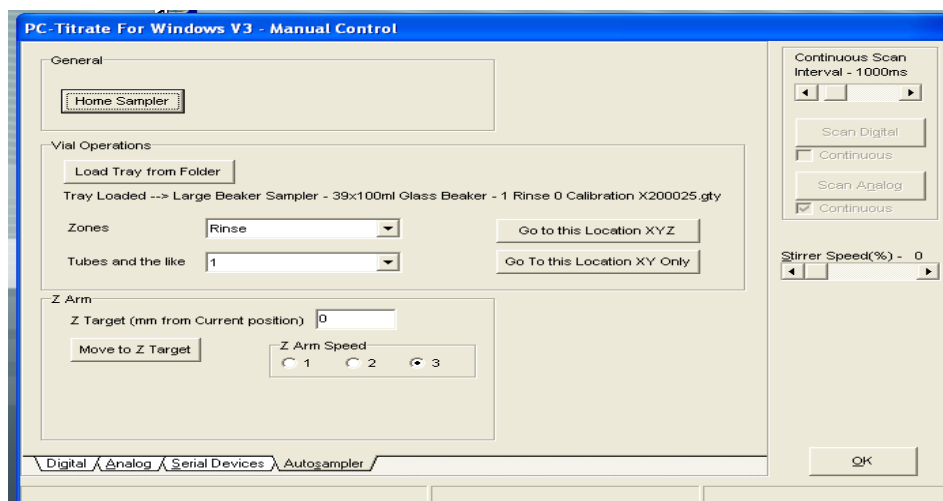 PC-Titrate For Windows V3 - Manual Control
General
Home Sampler
Vial Operations
Load Tray from Folder
Tray Loaded --> Large Beaker Sampler - 39x100ml Glass Beaker - 1 Rinse 0 Calibration X200025.gty
Zones
Rinse
Go to this Location XYZ
Tubes and the like
1
Go To this Location XY Only
Z Arm
Z Target (mm from Current position)
0
Move to Z Target
Z Arm Speed
1 2 3
Digital Analog Serial Devices Autosampler
Continuous Scan
Interval - 1000ms
Scan Digital
Continuous
Scan Analog
Continuous
Stirrer Speed(%) - 0
OK